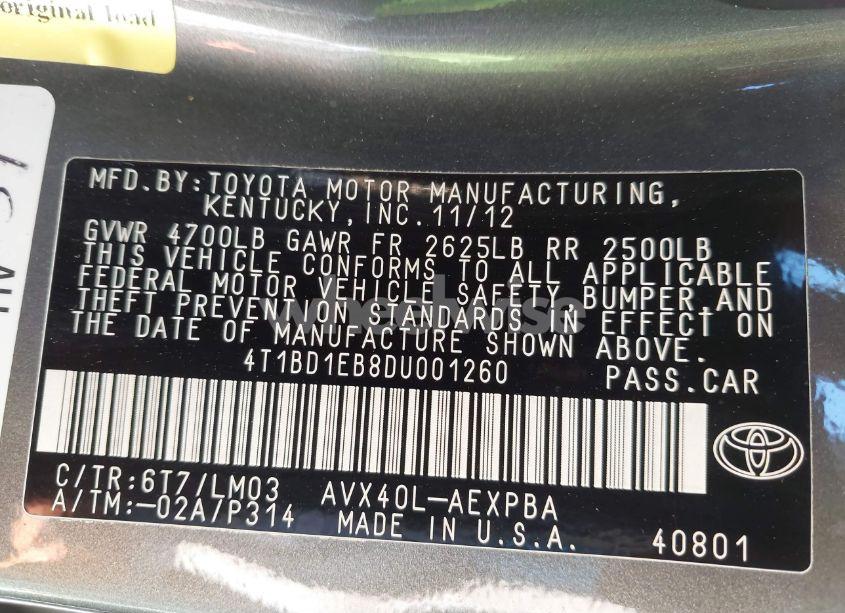 original load
MFD.BY:TOYOTA MOTOR MANUFACTURING,
KENTUCKY,INC.11/12
GVWR 4700LB GAWR FR 2625LB RR 2500LB
THIS VEHICLE CONFORMS TO ALL APPLICABLE
FEDERAL MOTOR VEHICLE SAFETY,BUMPER,AND
THEFT PREVENTION STANDARDS IN EFFECT ON
THE DATE OF MANUFACTURE SHOWN ABOVE.
4T1BD1EB8DU001260 PASS.CAR
C/TR:6T7/LM03 AVX40L-AEXPBA
A/TM:-02A/P314 MADE IN U.S.A. 40801